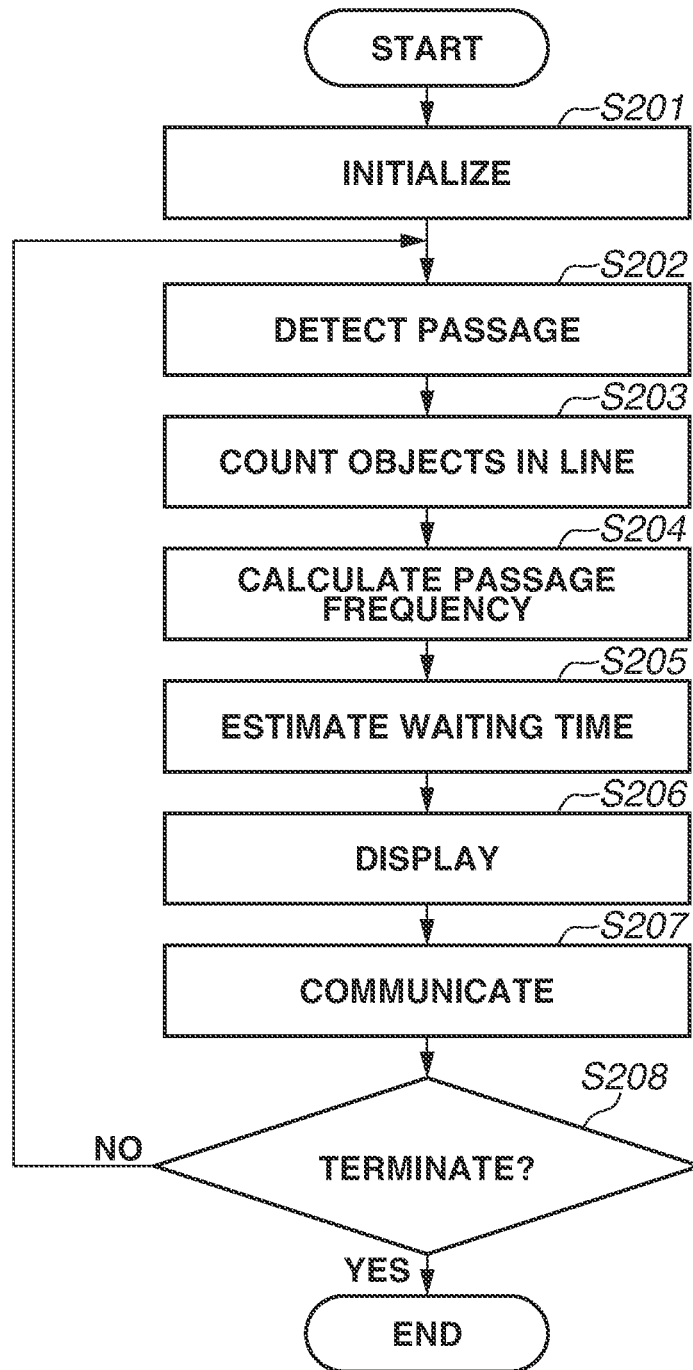 START
S201
INITIALIZE
S202
DETECT PASSAGE
S203
COUNT OBJECTS IN LINE
S204
CALCULATE PASSAGE
FREQUENCY
S205
ESTIMATE WAITING TIME
S206
DISPLAY
S207
COMMUNICATE
S208
NO
TERMINATE?
YES
END